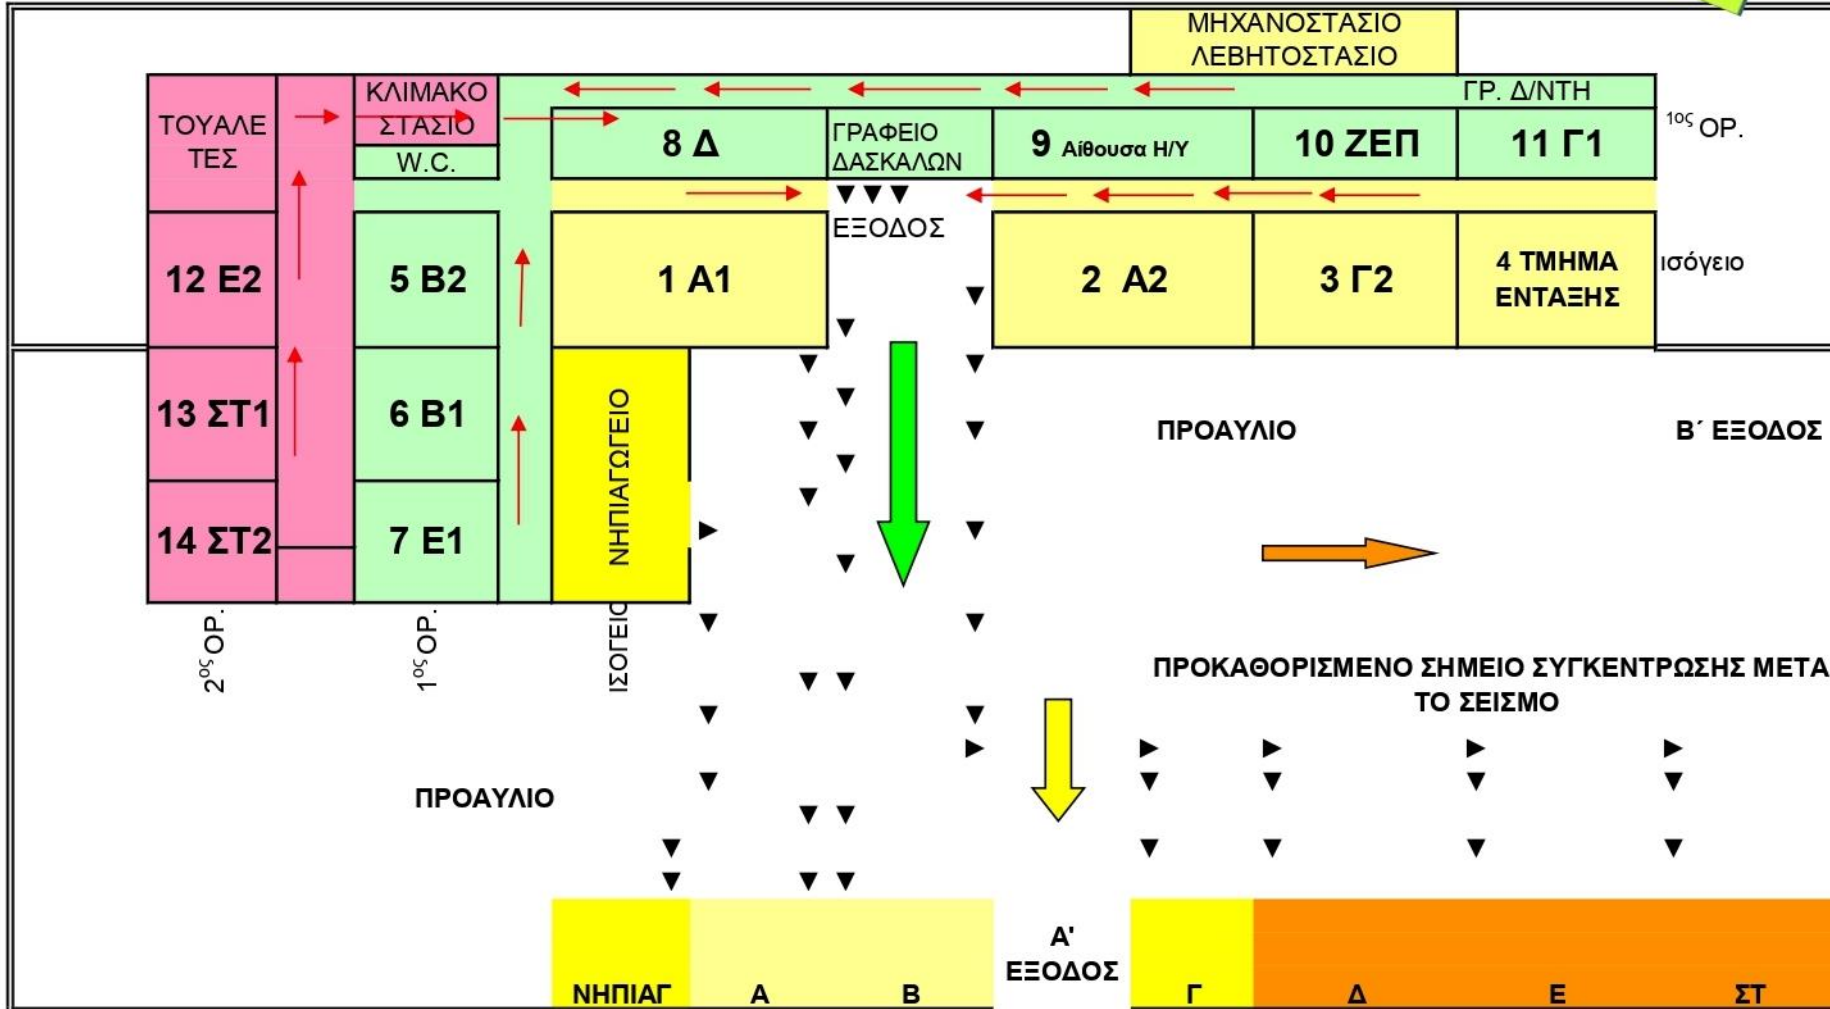 ΜΗΧΑΝΟΣΤΑΣΙΟ
ΛΕΒΗΤΟΣΤΑΣΙΟ
ΤΟΥΑΛΕ
ΤΕΣ
ΚΛΙΜΑΚΟ
ΣΤΑΣΙΟ
W.C.
ΓΡ. Δ/ΝΤΗ
8 Δ
ΓΡΑΦΕΙΟ
ΔΑΣΚΑΛΩΝ
9 Αίθουσα Η/Υ
10 ΖΕΠ
11 Γ1
1ος ΟΡ.
ΕΞΟΔΟΣ
12 Ε2
5 Β2
1 Α1
2 Α2
3 Γ2
4 ΤΜΗΜΑ
ΕΝΤΑΞΗΣ
ισόγειο
13 ΣΤ1
6 Β1
ΝΗΠΙΑΓΩΓΕΙΟ
ΠΡΟΑΥΛΙΟ
Β΄ ΕΞΟΔΟΣ
14 ΣΤ2
7 Ε1
2ος ΟΡ.
1ος ΟΡ.
ΙΣΟΓΕΙΟ
ΠΡΟΚΑΘΟΡΙΣΜΕΝΟ ΣΗΜΕΙΟ ΣΥΓΚΕΝΤΡΩΣΗΣ ΜΕΤΑ
ΤΟ ΣΕΙΣΜΟ
ΠΡΟΑΥΛΙΟ
Α'
ΕΞΟΔΟΣ
ΝΗΠΙΑΓ
Α
Β
Γ
Δ
Ε
ΣΤ